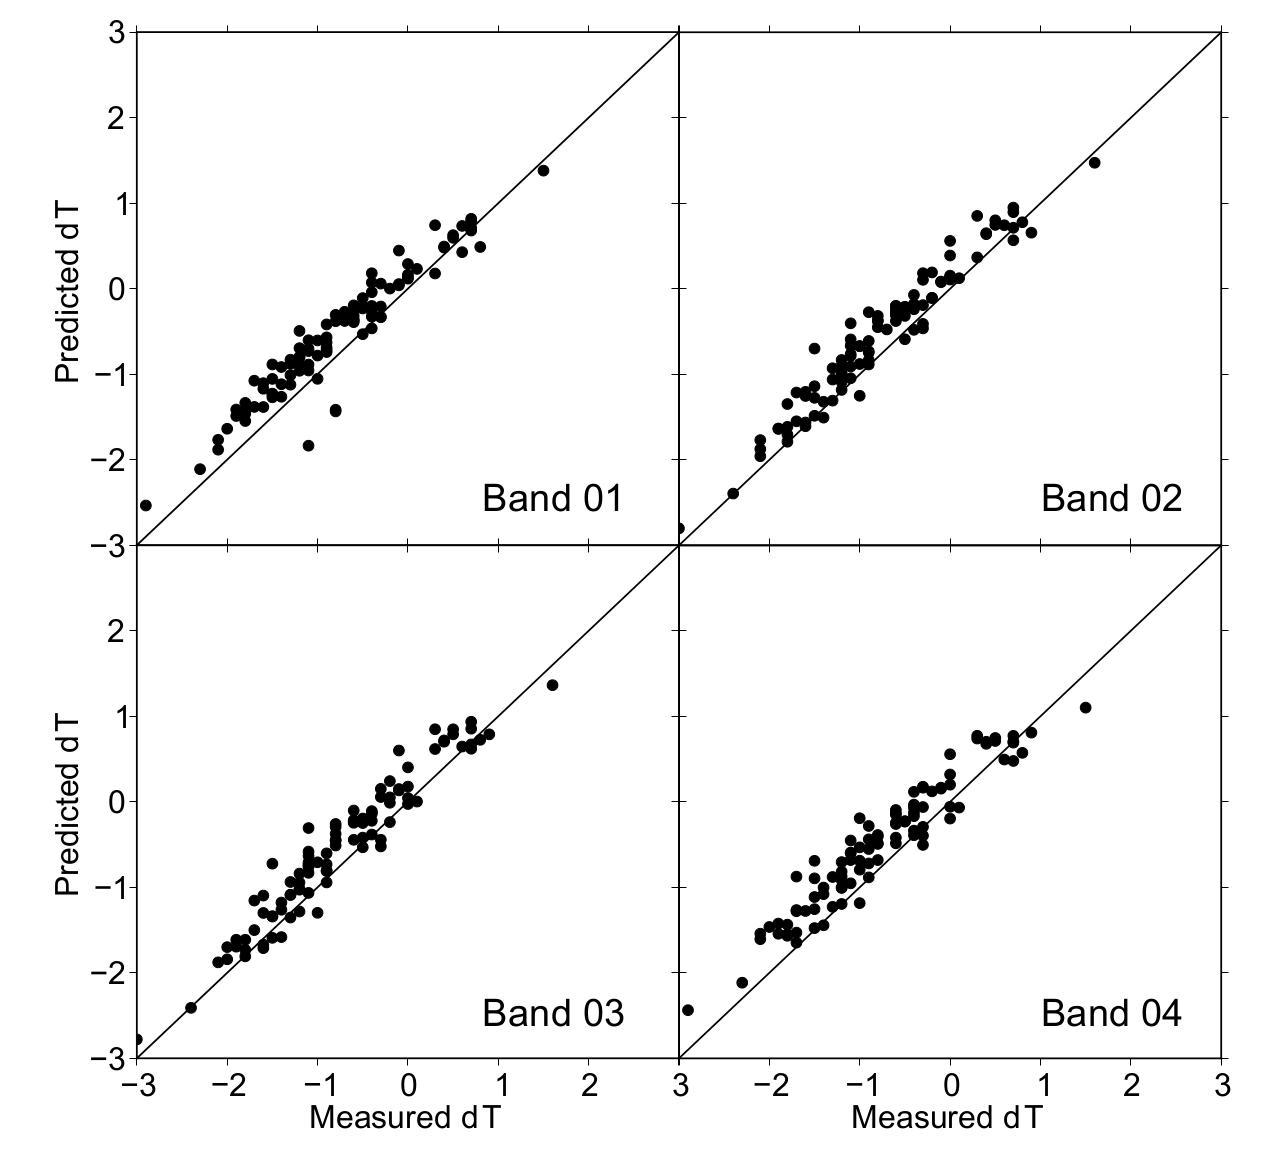 3
2
1
0
−1
−2
−3
Predicted dT
Band 01
Band 02
2
1
0
−1
−2
−3
Predicted dT
Band 03
Band 04
−3 −2 −1 0 1 2 3 −2 −1 0 1 2 3
Measured dT Measured dT